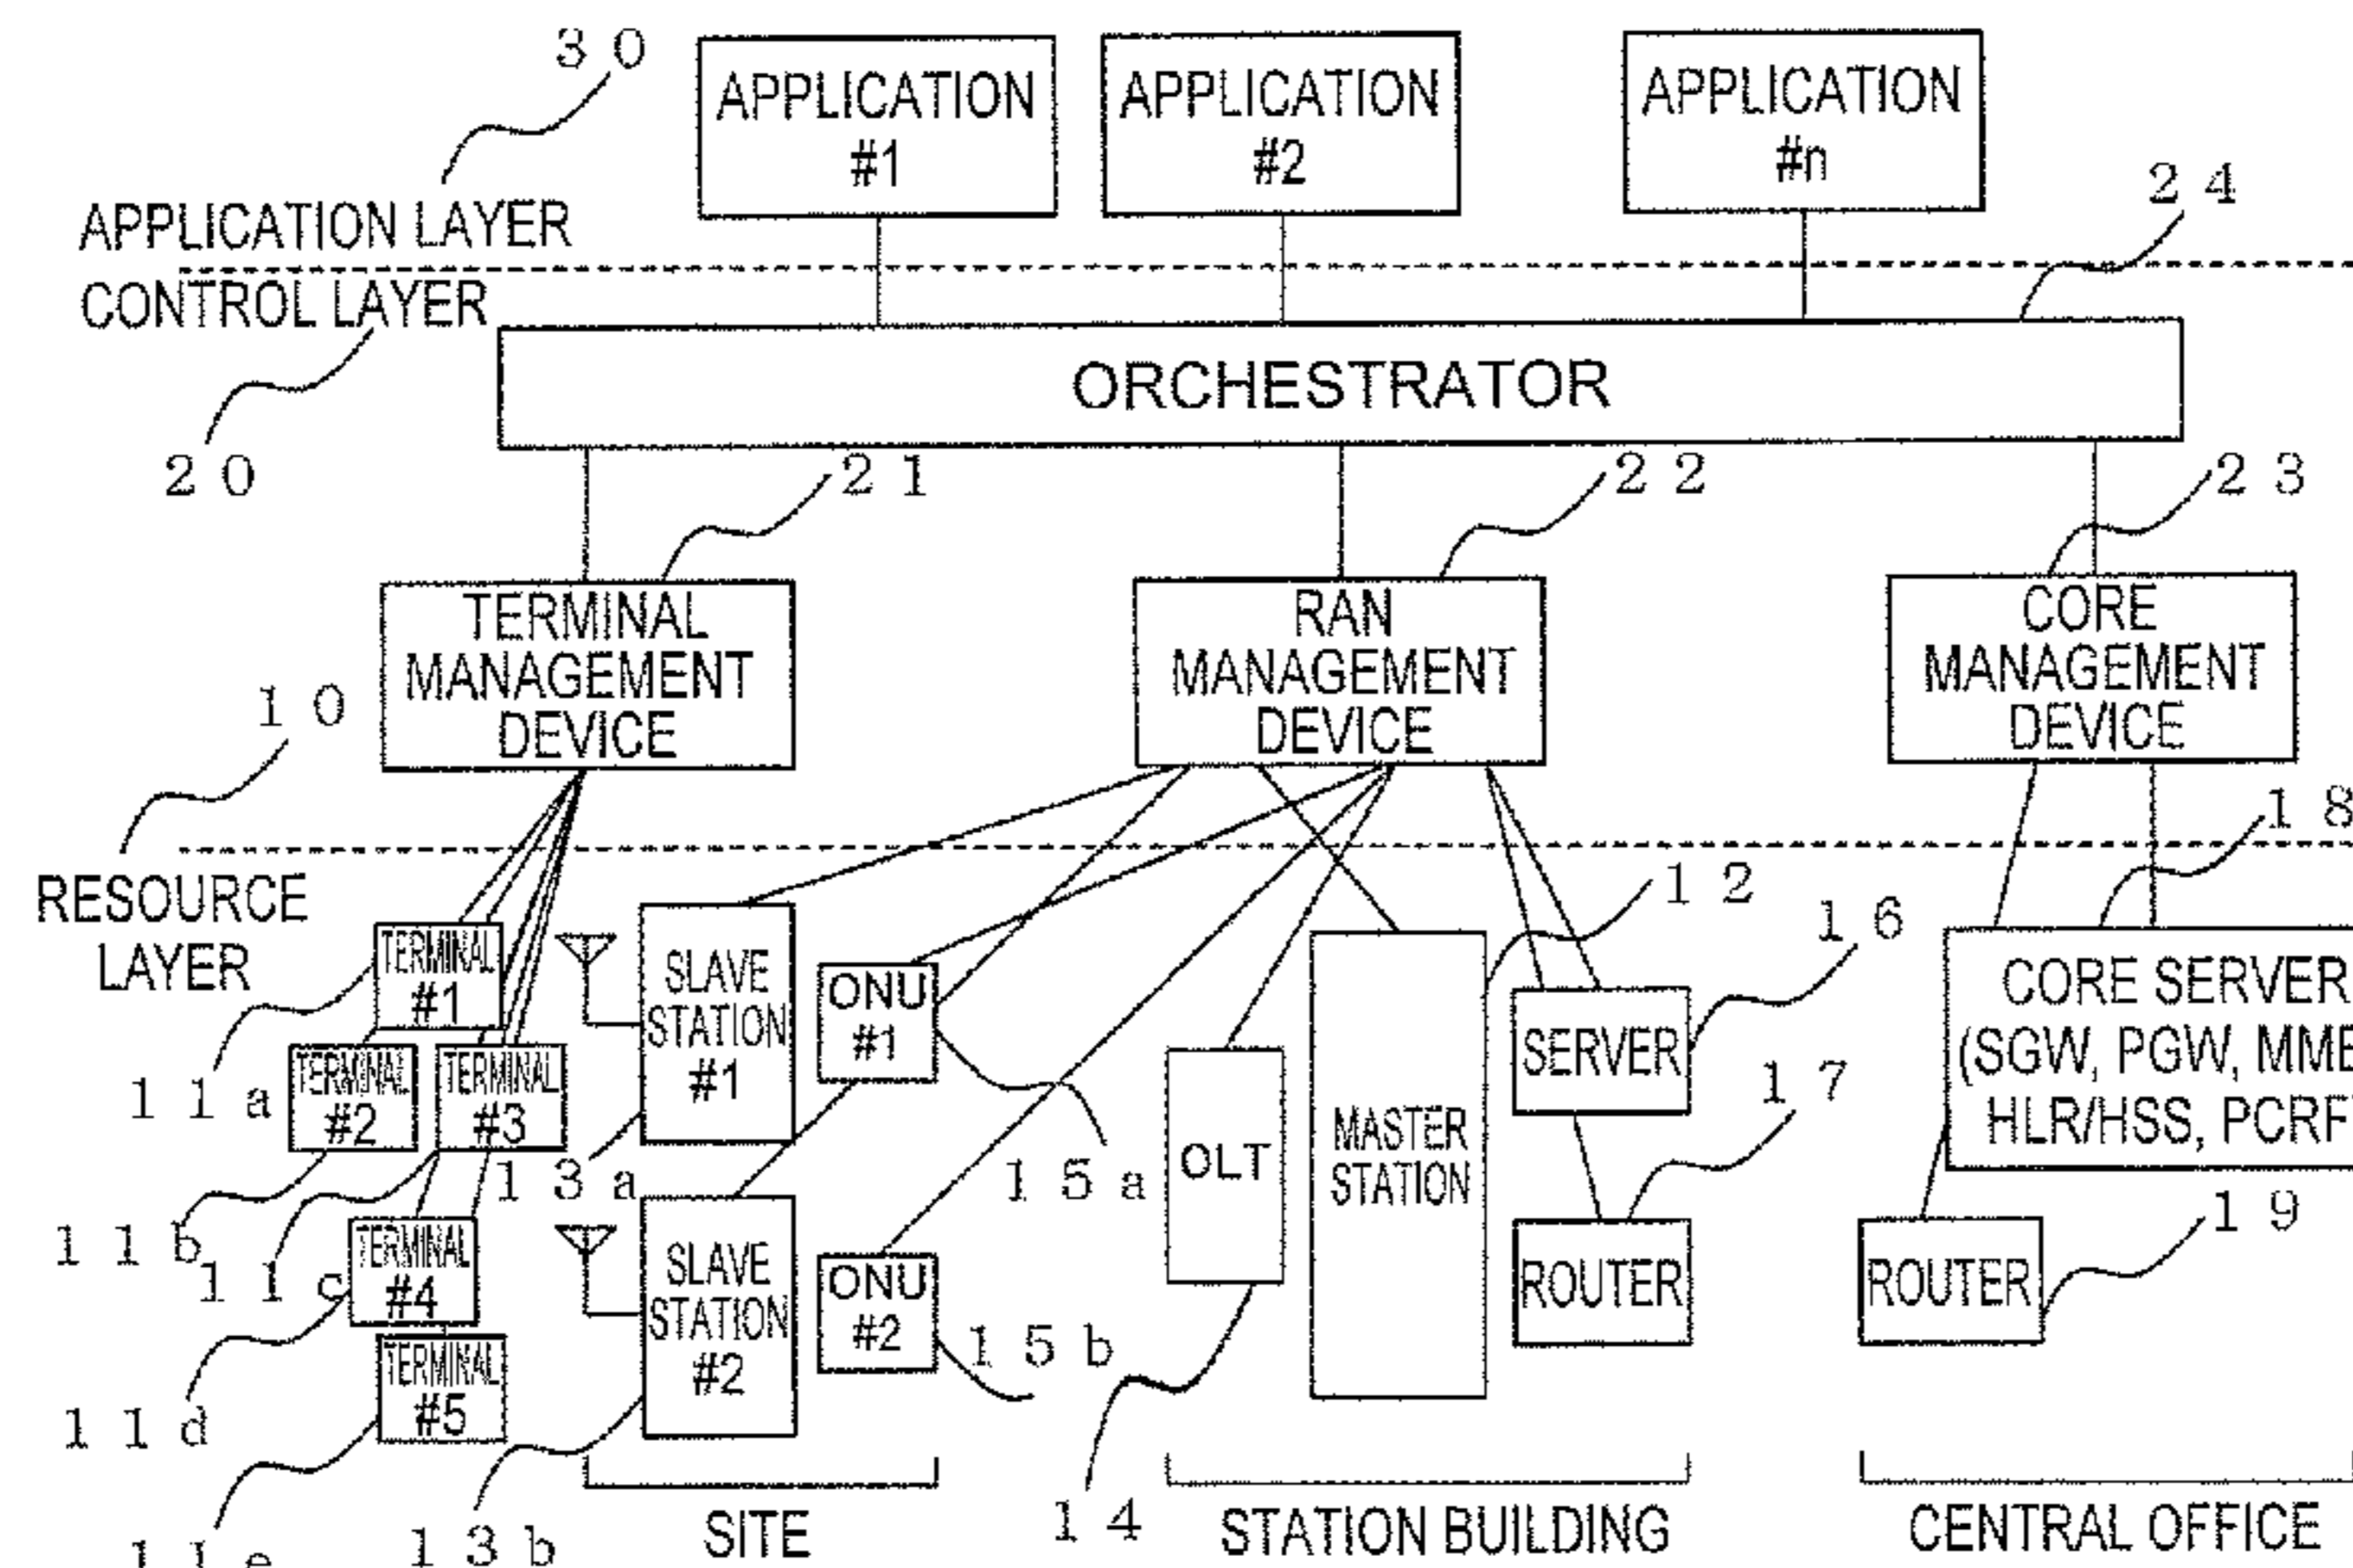 30
APPLICATION
#1
APPLICATION
#2
APPLICATION
#n
24
APPLICATION LAYER
CONTROL LAYER
ORCHESTRATOR
20
21
22
23
TERMINAL
MANAGEMENT
DEVICE
RAN
MANAGEMENT
DEVICE
CORE
MANAGEMENT
DEVICE
10
18
RESOURCE
LAYER
12
16
TERMINAL
#1
SLAVE
STATION
#1
ONU
#1
SERVER
CORE SERVER
(SGW, PGW, MME
HLR/HSS, PCRF
11a
TERMINAL
#2
TERMINAL
#3
17
OLT
MASTER
STATION
13a
15a
11b
11c
TERMINAL
#4
SLAVE
STATION
#2
ONU
#2
ROUTER
ROUTER
19
11d
TERMINAL
#5
15b
11e
13b
SITE
14
STATION BUILDING
CENTRAL OFFICE